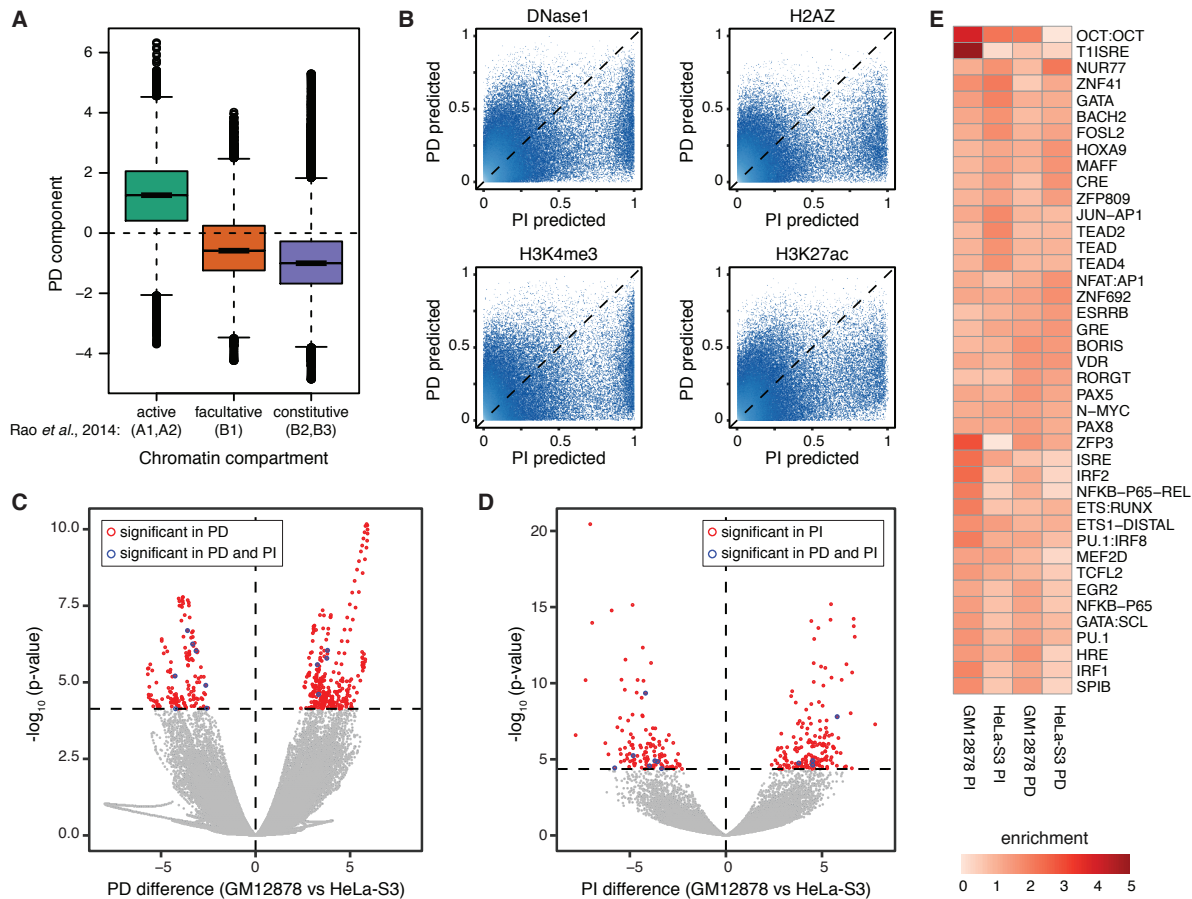 A
6
4
2
0
−2
−4
PD component
active
facultative
constitutive
Rao et al., 2014:
(A1,A2)
(B1)
(B2,B3)
Chromatin compartment
B
DNase1
1
0.5
0
PD predicted
0
0.5
1
PI predicted
H2AZ
1
0.5
0
PD predicted
0
0.5
1
PI predicted
H3K4me3
1
0.5
0
PD predicted
0
0.5
1
PI predicted
H3K27ac
1
0.5
0
PD predicted
0
0.5
1
PI predicted
C
significant in PD
significant in PD and PI
10.0
7.5
5.0
2.5
0.0
-log10 (p-value)
−5
0
5
PD difference (GM12878 vs HeLa-S3)
D
significant in PI
significant in PD and PI
20
15
10
5
0
-log10 (p-value)
−5
0
5
PI difference (GM12878 vs HeLa-S3)
E
OCT:OCT
T1ISRE
NUR77
ZNF41
GATA
BACH2
FOSL2
HOXA9
MAFF
CRE
ZFP809
JUN−AP1
TEAD2
TEAD
TEAD4
NFAT:AP1
ZNF692
ESRRB
GRE
BORIS
VDR
RORGT
PAX5
N−MYC
PAX8
ZFP3
ISRE
IRF2
NFKB−P65−REL
ETS:RUNX
ETS1−DISTAL
PU.1:IRF8
MEF2D
TCFL2
EGR2
NFKB−P65
GATA:SCL
PU.1
HRE
IRF1
SPIB
GM12878 PI
HeLa-S3 PI
GM12878 PD
HeLa-S3 PD
enrichment
0 1 2 3 4 5